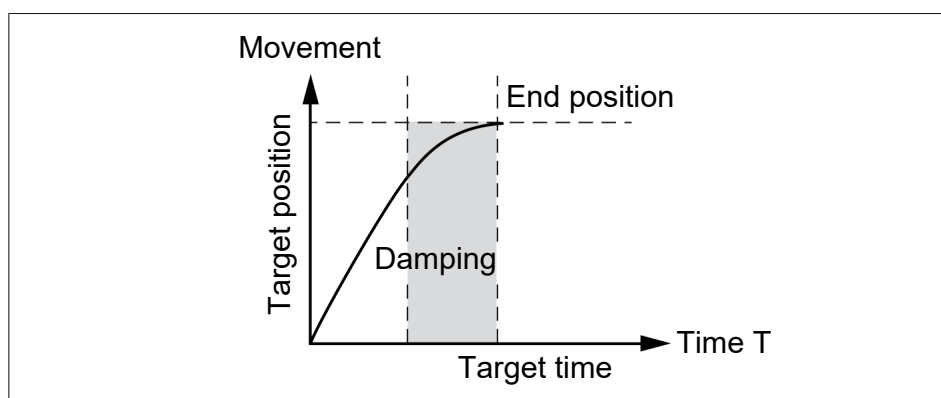 Movement
End position
Target position
Damping
Time T
Target time